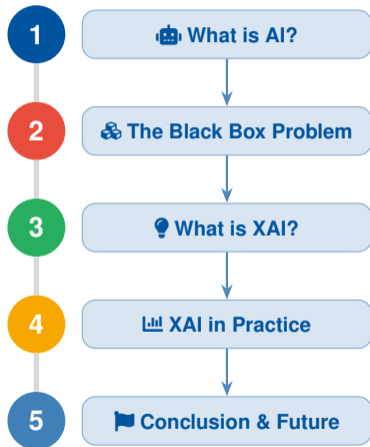 1 What is AI?
2 The Black Box Problem
3 What is XAI?
4 XAI in Practice
5 Conclusion & Future